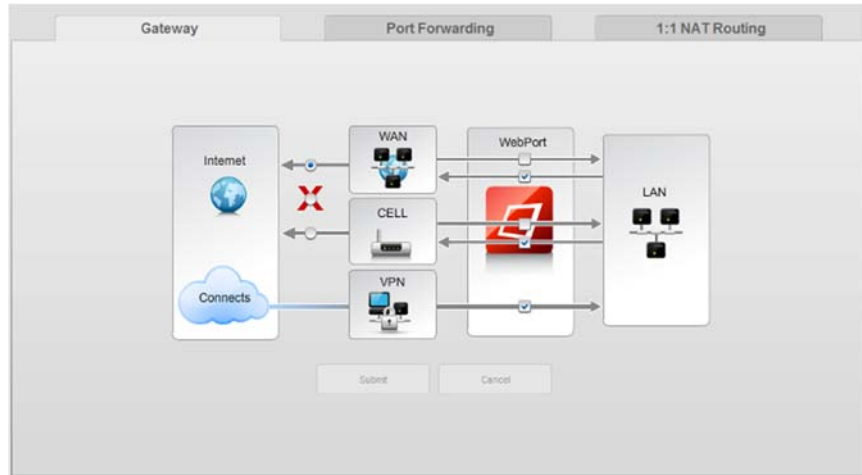 Gateway
Port Forwarding
1:1 NAT Routing
WAN
WebPort
Internet
LAN
CELL
VPN
Connects
Submit
Cancel